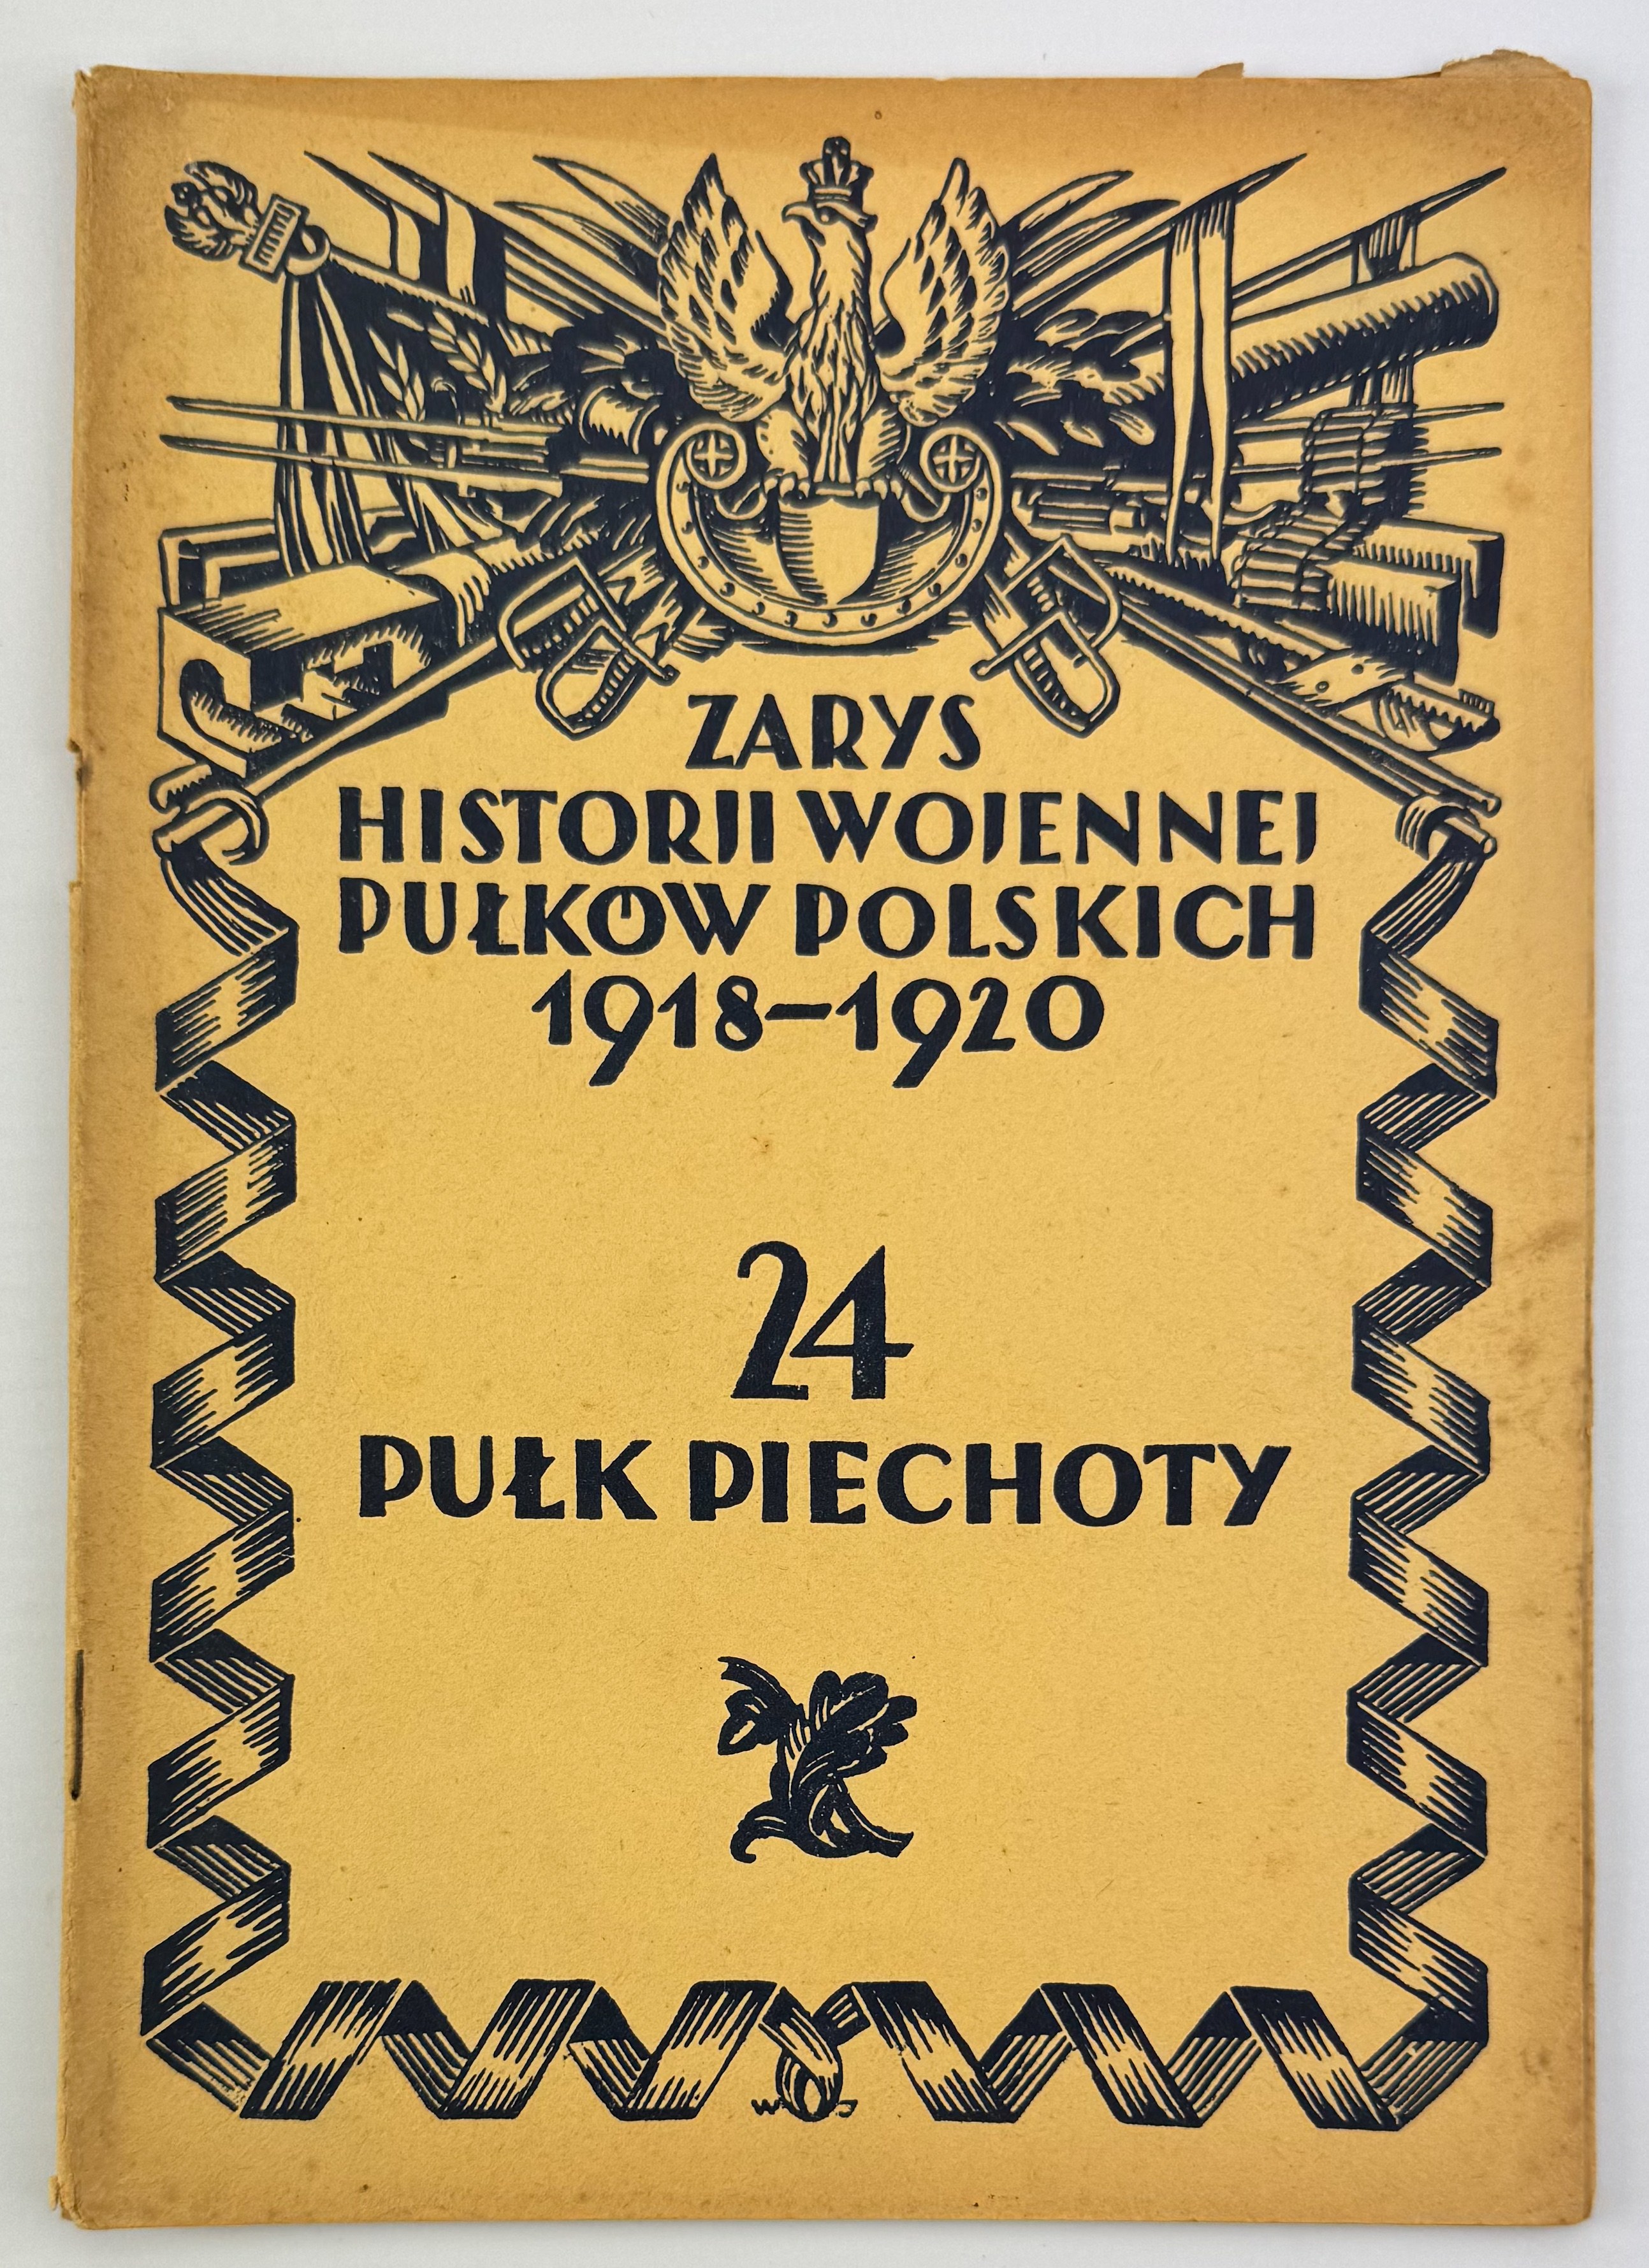 ZARYS
HISTORJI WOJENNEJ
PUŁKÓW POLSKICH
1918–1920
24
PUŁK PIECHOTY
W J